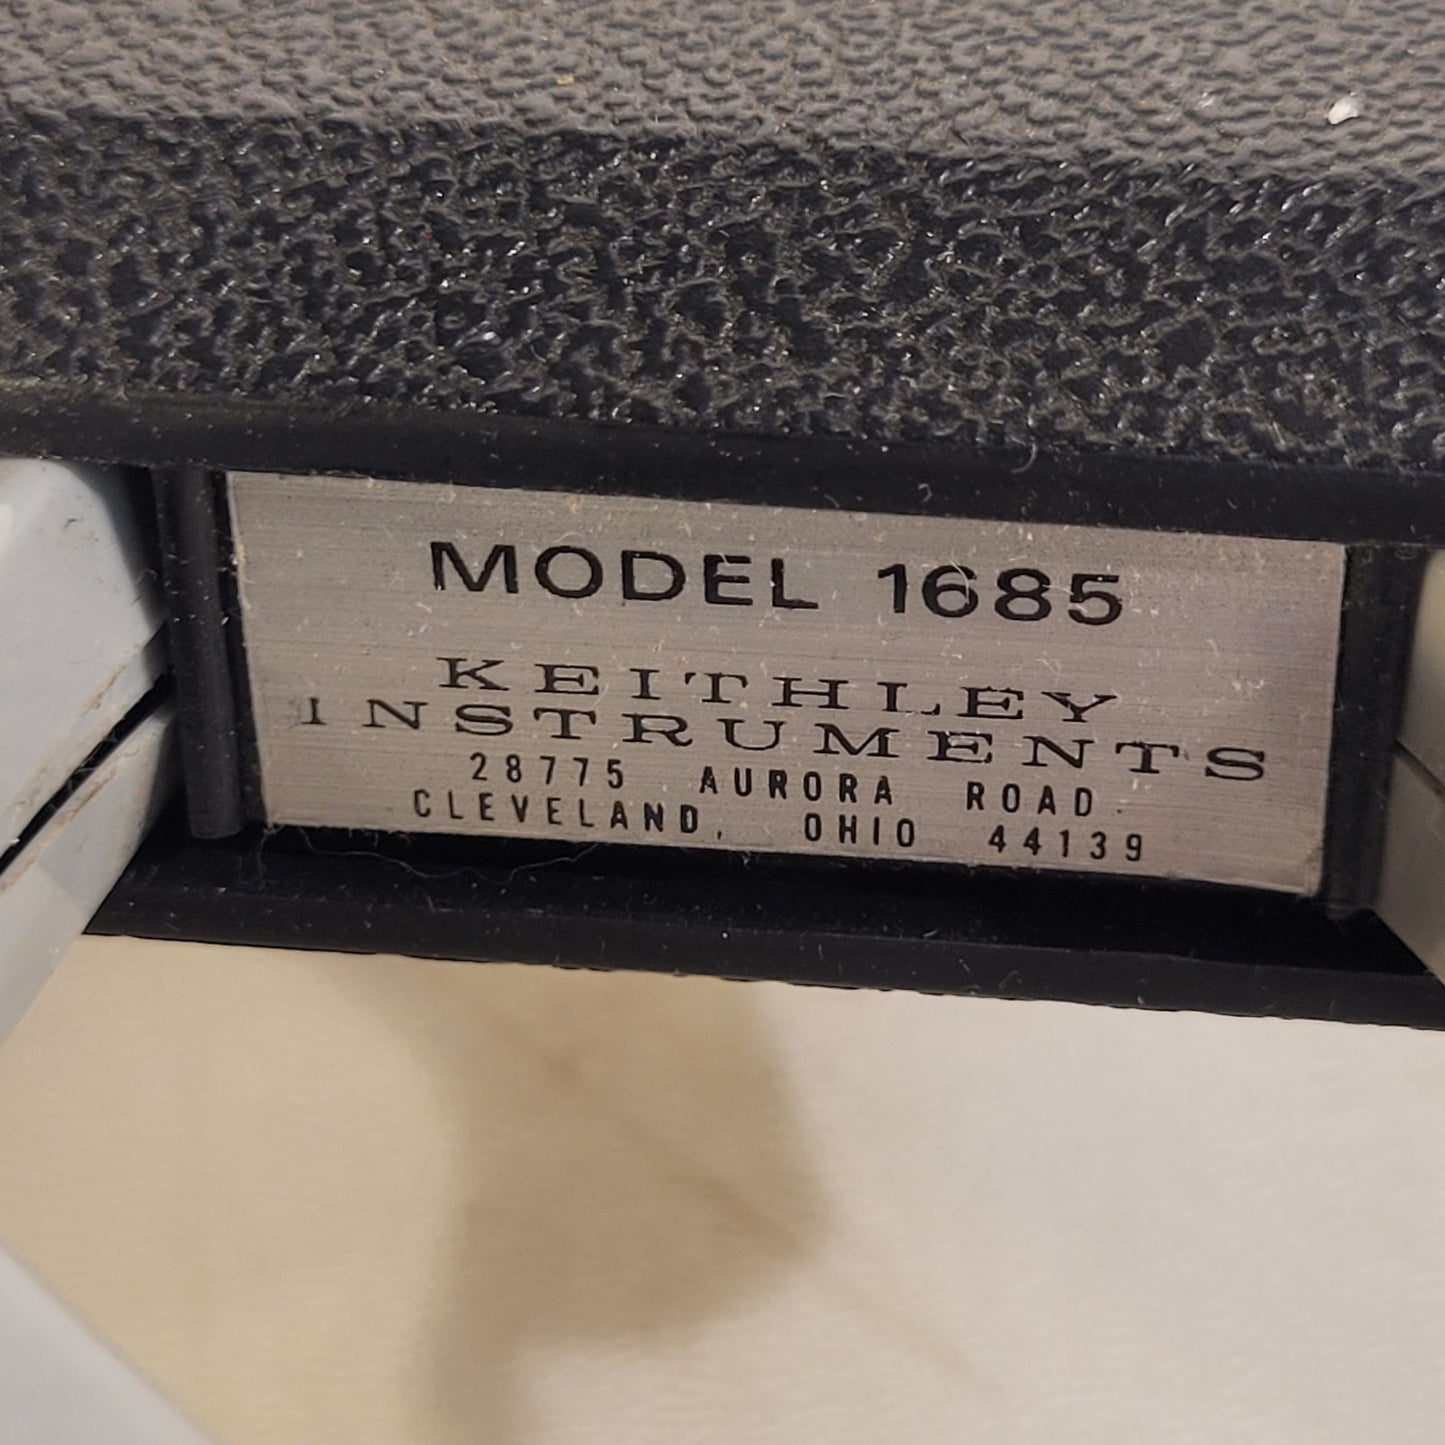 MODEL 1685
KEITHLEY
INSTRUMENTS
28775 AURORA ROAD
CLEVELAND, OHIO 44139